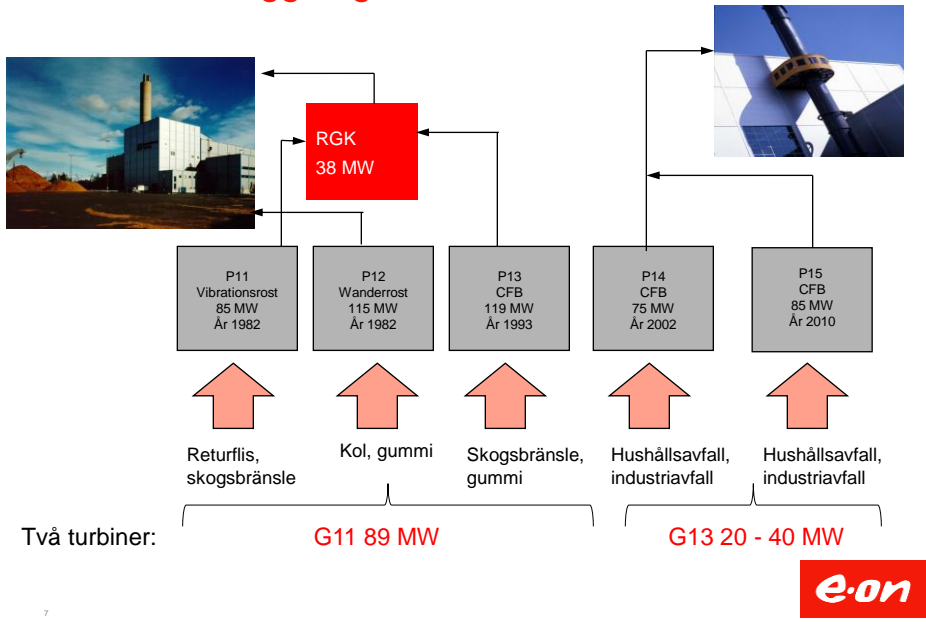 RGK
38 MW
P11
Vibrationsrost
85 MW
År 1982
P12
Wanderrost
115 MW
År 1982
P13
CFB
119 MW
År 1993
P14
CFB
75 MW
År 2002
P15
CFB
85 MW
År 2010
Returflis,
skogsbränsle
Kol, gummi
Skogsbränsle,
gummi
Hushållsavfall,
industriavfall
Hushållsavfall,
industriavfall
Två turbiner:
G11 89 MW
G13 20 - 40 MW
e·on
7